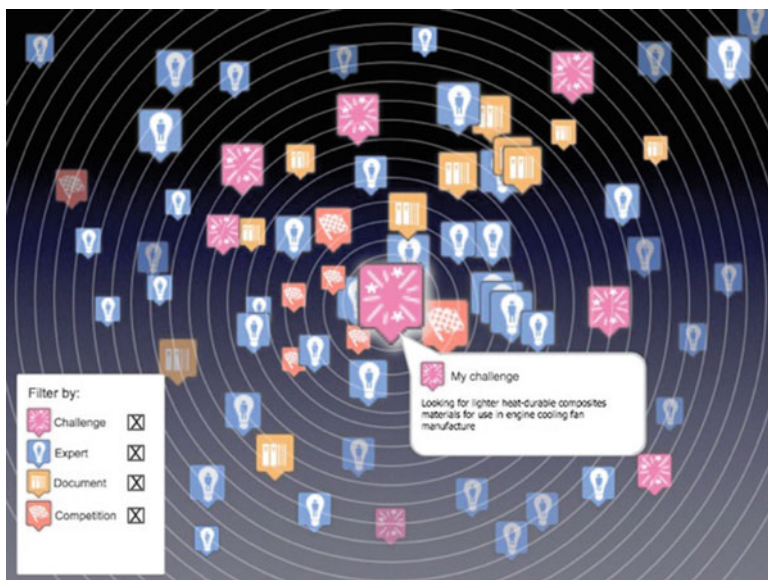 My challenge
Looking for lighter heat-durable composites
materials for use in engine cooling fan
manufacture
Filter by:
Challenge X
Expert X
Document X
Competition X